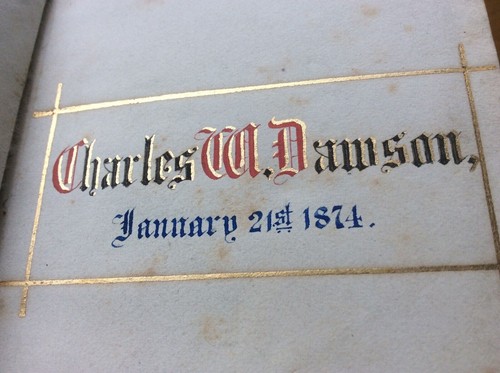 Charles W. Dawson,
January 21st 1874.